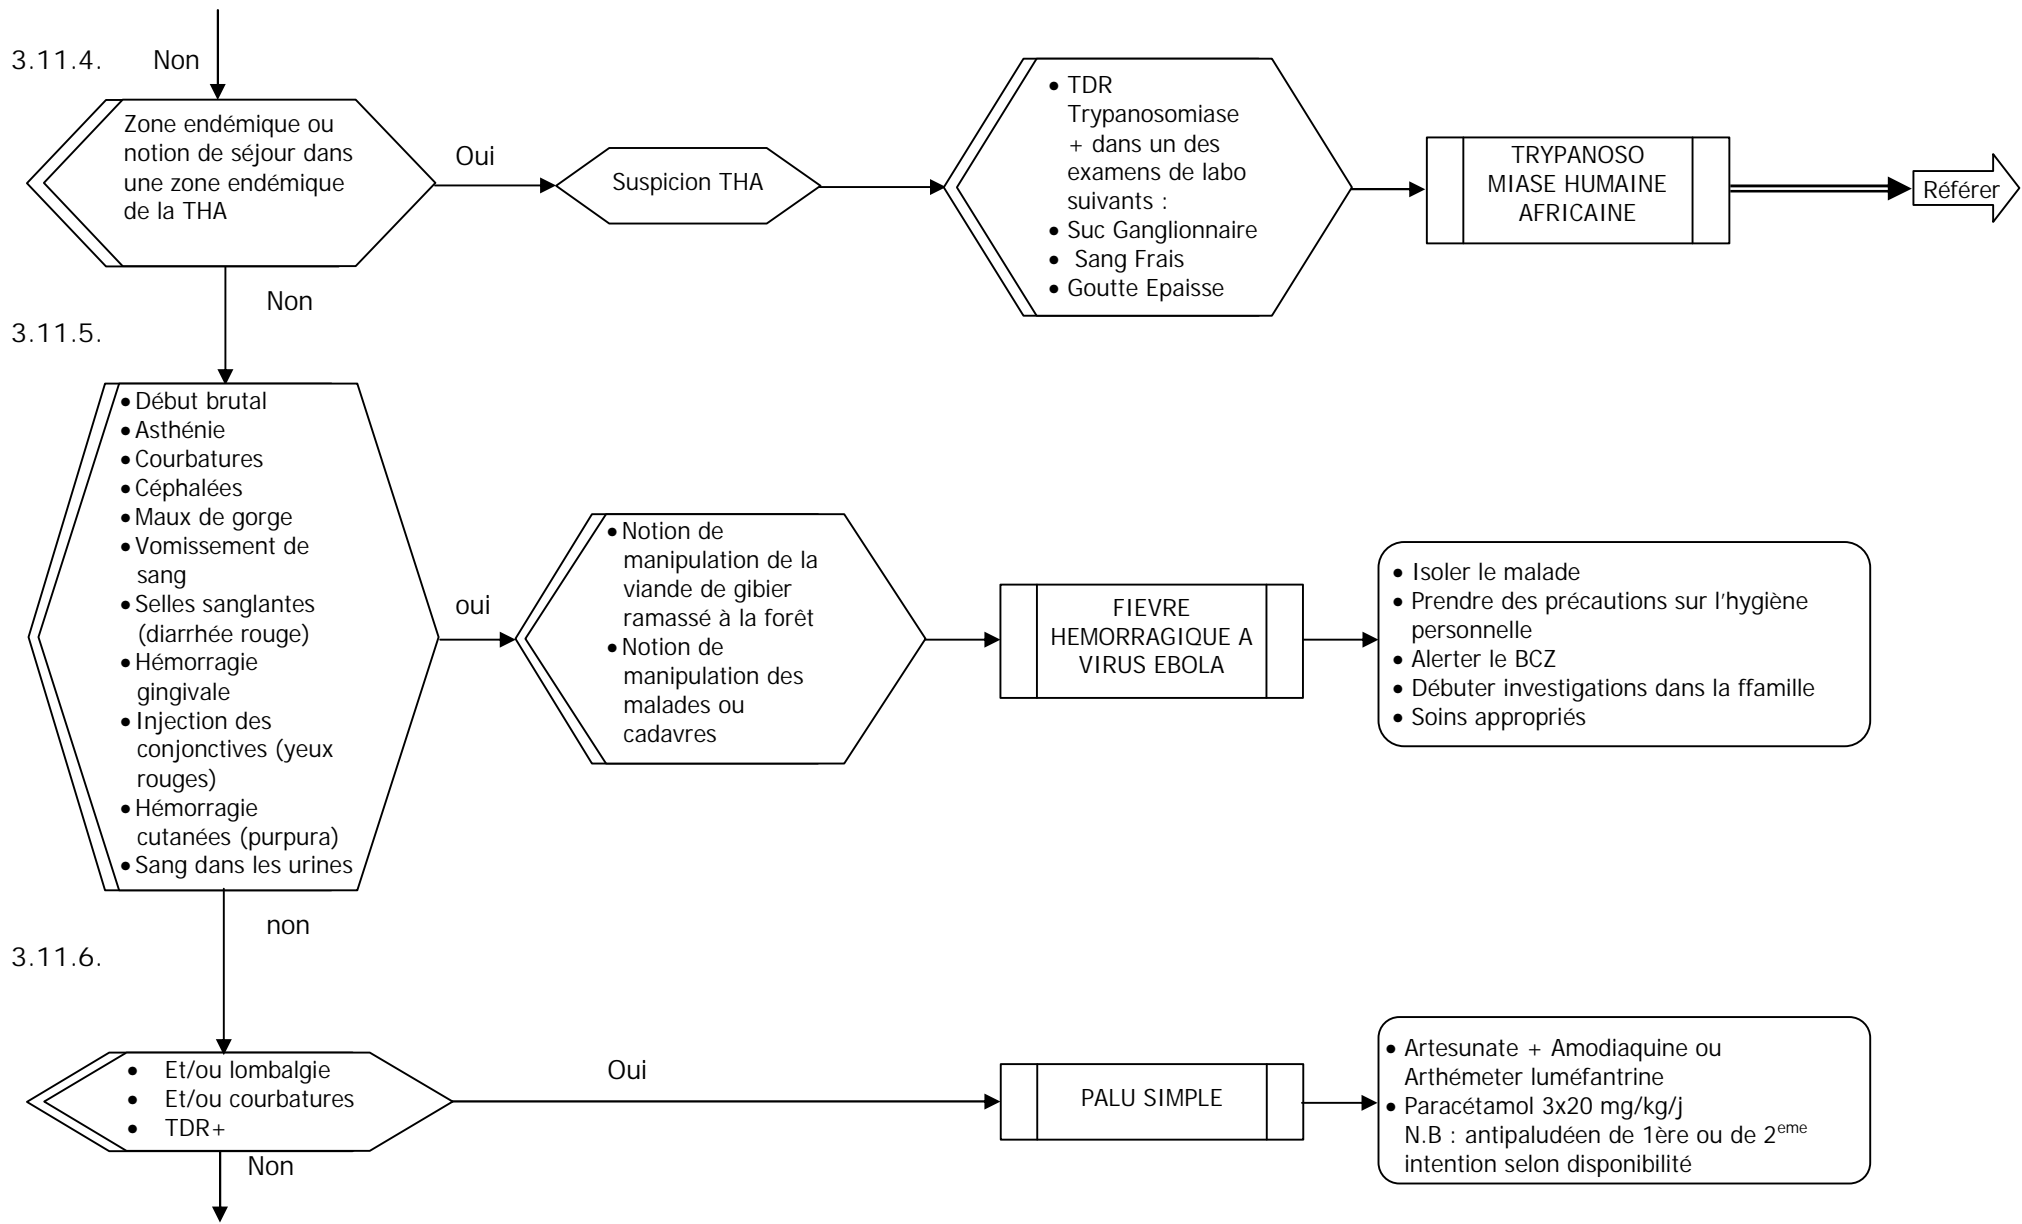 3.11.4.
Non
Zone endémique ou
notion de séjour dans
une zone endémique
de la THA
Oui
Suspicion THA
• TDR
Trypanosomiase
+ dans un des
examens de labo
suivants :
• Suc Ganglionnaire
• Sang Frais
• Goutte Epaisse
TRYPANOSO
MIASE HUMAINE
AFRICAINE
Référer
Non
3.11.5.
• Début brutal
• Asthénie
• Courbatures
• Céphalées
• Maux de gorge
• Vomissement de
sang
• Selles sanglantes
(diarrhée rouge)
• Hémorragie
gingivale
• Injection des
conjonctives (yeux
rouges)
• Hémorragie
cutanées (purpura)
• Sang dans les urines
oui
• Notion de
manipulation de la
viande de gibier
ramassé à la forêt
• Notion de
manipulation des
malades ou
cadavres
FIEVRE
HEMORRAGIQUE A
VIRUS EBOLA
• Isoler le malade
• Prendre des précautions sur l'hygiène
personnelle
• Alerter le BCZ
• Débuter investigations dans la ffamille
• Soins appropriés
non
3.11.6.
• Et/ou lombalgie
• Et/ou courbatures
• TDR+
Oui
PALU SIMPLE
• Artesunate + Amodiaquine ou
Arthémeter luméfantrine
• Paracétamol 3x20 mg/kg/j
N.B : antipaludéen de 1ère ou de 2eme
intention selon disponibilité
Non